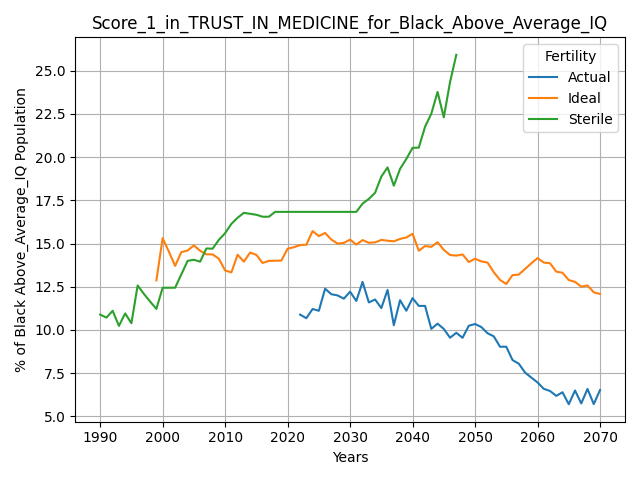 Score_1_in_TRUST_IN_MEDICINE_for_Black_Above_Average_IQ
% of Black Above_Average_IQ Population
25.0
22.5
20.0
17.5
15.0
12.5
10.0
7.5
5.0
Fertility
Actual
Ideal
Sterile
1990 2000 2010 2020 2030 2040 2050 2060 2070
Years